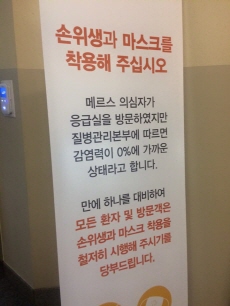 손위생과 마스크를
착용해 주십시오
메르스 의심자가
응급실을 방문하였지만
질병관리본부에 따르면
감염력이 0%에 가까운
상태라고 합니다.
만에 하나를 대비하여
모든 환자 및 방문객은
손위생과 마스크 착용을
철저히 시행해 주시기를
당부드립니다.